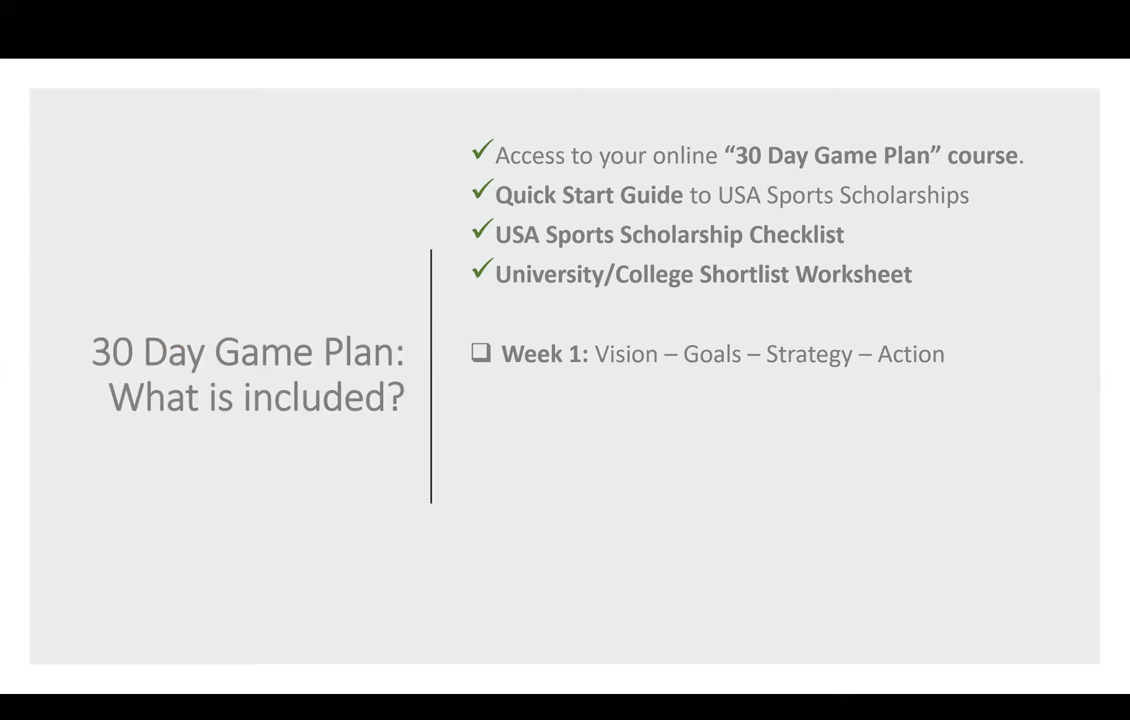 30 Day Game Plan:
What is included?
✓Access to your online “30 Day Game Plan” course.
✓Quick Start Guide to USA Sports Scholarships
✓USA Sports Scholarship Checklist
✓University/College Shortlist Worksheet
❑ Week 1: Vision – Goals – Strategy – Action